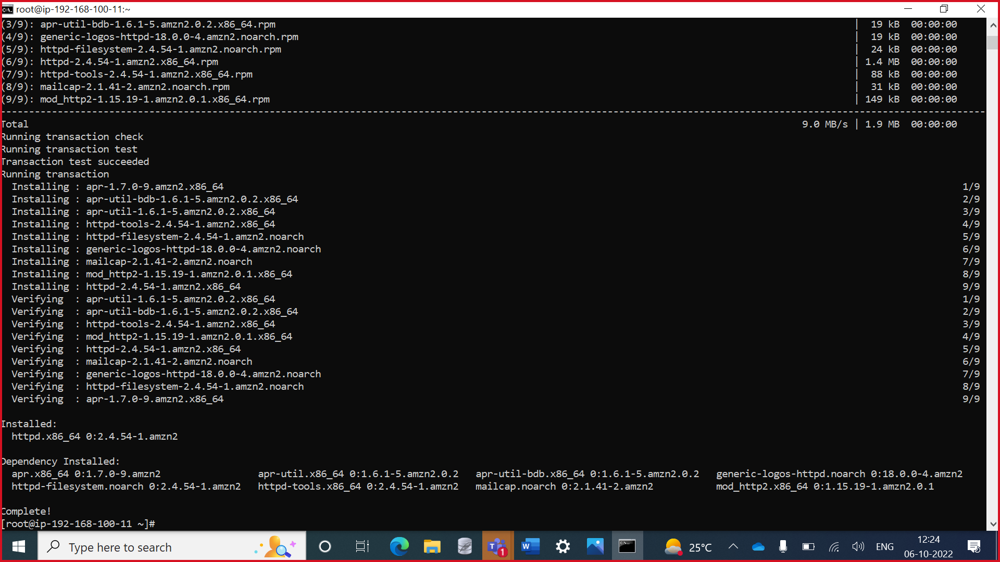 root@ip-192-168-100-11:~
(3/9): apr-util-bdb-1.6.1-5.amzn2.0.2.x86_64.rpm | 19 kB 00:00:00
(4/9): generic-logos-httpd-18.0.0-4.amzn2.noarch.rpm | 19 kB 00:00:00
(5/9): httpd-filesystem-2.4.54-1.amzn2.noarch.rpm | 24 kB 00:00:00
(6/9): httpd-2.4.54-1.amzn2.x86_64.rpm | 1.4 MB 00:00:00
(7/9): httpd-tools-2.4.54-1.amzn2.x86_64.rpm | 88 kB 00:00:00
(8/9): mailcap-2.1.41-2.amzn2.noarch.rpm | 31 kB 00:00:00
(9/9): mod_http2-1.15.19-1.amzn2.0.1.x86_64.rpm | 149 kB 00:00:00
--------------------------------------------------------------------------------
Total 9.0 MB/s | 1.9 MB 00:00:00
Running transaction check
Running transaction test
Transaction test succeeded
Running transaction
Installing : apr-1.7.0-9.amzn2.x86_64 1/9
Installing : apr-util-bdb-1.6.1-5.amzn2.0.2.x86_64 2/9
Installing : apr-util-1.6.1-5.amzn2.0.2.x86_64 3/9
Installing : httpd-tools-2.4.54-1.amzn2.x86_64 4/9
Installing : httpd-filesystem-2.4.54-1.amzn2.noarch 5/9
Installing : generic-logos-httpd-18.0.0-4.amzn2.noarch 6/9
Installing : mailcap-2.1.41-2.amzn2.noarch 7/9
Installing : mod_http2-1.15.19-1.amzn2.0.1.x86_64 8/9
Installing : httpd-2.4.54-1.amzn2.x86_64 9/9
Verifying : apr-util-1.6.1-5.amzn2.0.2.x86_64 1/9
Verifying : apr-util-bdb-1.6.1-5.amzn2.0.2.x86_64 2/9
Verifying : httpd-tools-2.4.54-1.amzn2.x86_64 3/9
Verifying : mod_http2-1.15.19-1.amzn2.0.1.x86_64 4/9
Verifying : httpd-2.4.54-1.amzn2.x86_64 5/9
Verifying : mailcap-2.1.41-2.amzn2.noarch 6/9
Verifying : generic-logos-httpd-18.0.0-4.amzn2.noarch 7/9
Verifying : httpd-filesystem-2.4.54-1.amzn2.noarch 8/9
Verifying : apr-1.7.0-9.amzn2.x86_64 9/9
Installed:
httpd.x86_64 0:2.4.54-1.amzn2
Dependency Installed:
apr.x86_64 0:1.7.0-9.amzn2 apr-util.x86_64 0:1.6.1-5.amzn2.0.2 apr-util-bdb.x86_64 0:1.6.1-5.amzn2.0.2 generic-logos-httpd.noarch 0:18.0.0-4.amzn2
httpd-filesystem.noarch 0:2.4.54-1.amzn2 httpd-tools.x86_64 0:2.4.54-1.amzn2 mailcap.noarch 0:2.1.41-2.amzn2 mod_http2.x86_64 0:1.15.19-1.amzn2.0.1
Complete!
[root@ip-192-168-100-11 ~]#
Type here to search 1 25°C ENG 12:24
06-10-2022